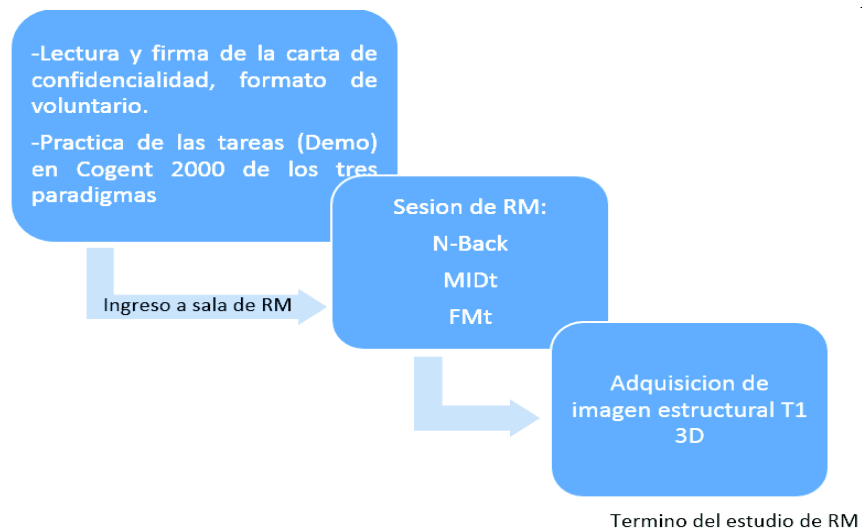 -Lectura y firma de la carta de
confidencialidad, formato de
voluntario.
-Practica de las tareas (Demo)
en Cogent 2000 de los tres
paradigmas
Ingreso a sala de RM
Sesion de RM:
N-Back
MIDt
FMt
Adquisicion de
imagen estructural T1
3D
Termino del estudio de RM